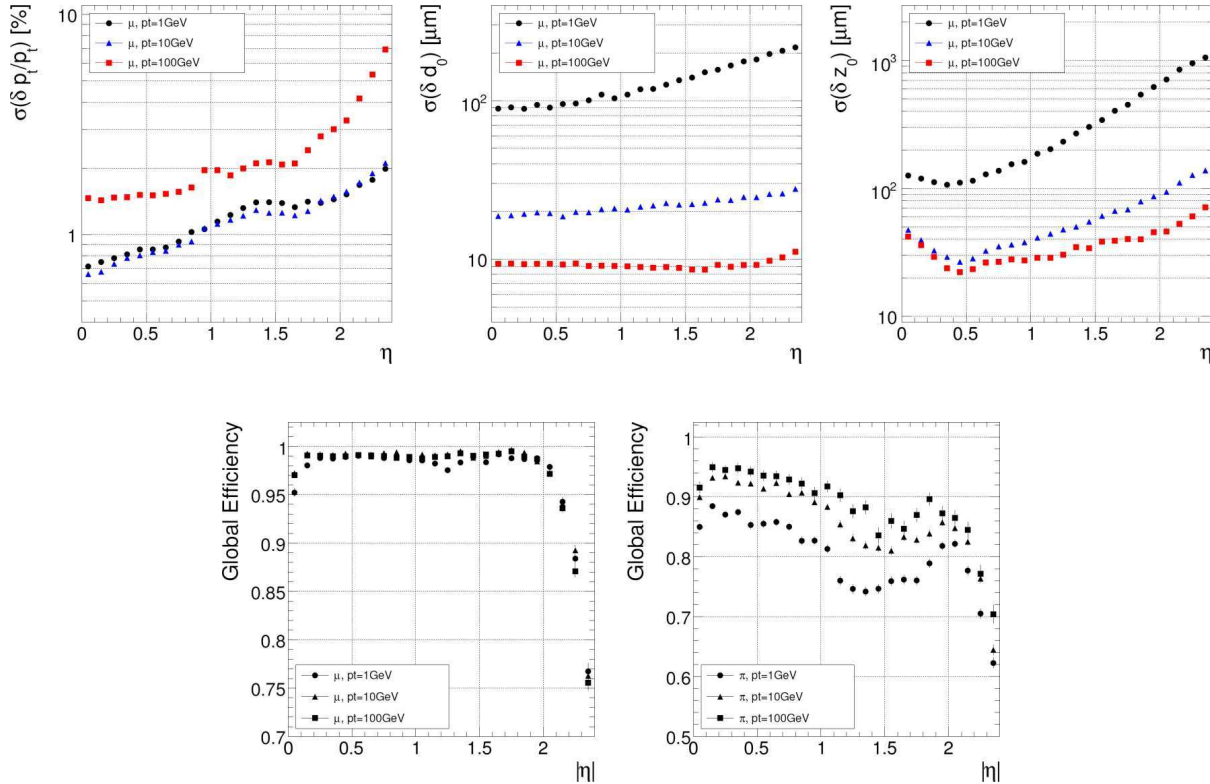 σ(δ p_t/p_t) [%]
10
1
μ, pt=1GeV
μ, pt=10GeV
μ, pt=100GeV
0 0.5 1 1.5 2
η
σ(δ d_0) [μm]
10^2
10
μ, pt=1GeV
μ, pt=10GeV
μ, pt=100GeV
0 0.5 1 1.5 2
η
σ(δ z_0) [μm]
10^3
10^2
10
μ, pt=1GeV
μ, pt=10GeV
μ, pt=100GeV
0 0.5 1 1.5 2
η
Global Efficiency
1
0.95
0.9
0.85
0.8
0.75
0.7
μ, pt=1GeV
μ, pt=10GeV
μ, pt=100GeV
0 0.5 1 1.5 2
|η|
Global Efficiency
1
0.9
0.8
0.7
0.6
0.5
π, pt=1GeV
π, pt=10GeV
π, pt=100GeV
0 0.5 1 1.5 2
|η|